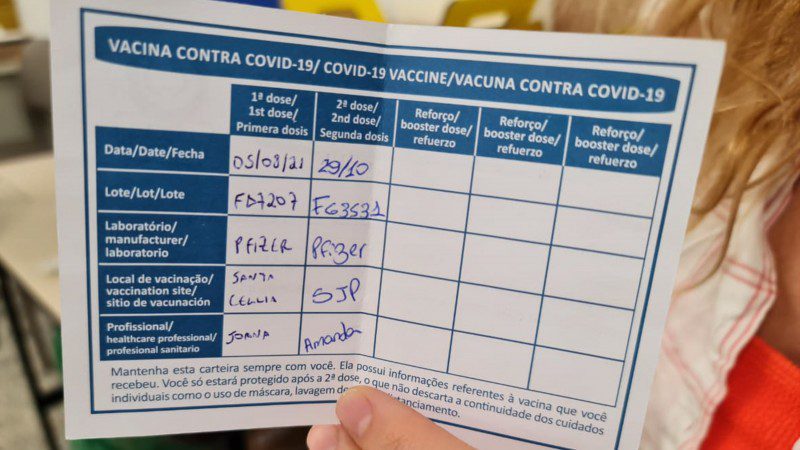 VACINA CONTRA COVID-19/ COVID-19 VACCINE/VACUNA CONTRA COVID-19
1ª dose/
1st dose/
Primera dosis
2ª dose/
2nd dose/
Segunda dosis
Reforço/
booster dose/
refuerzo
Reforço/
booster dose/
refuerzo
Reforço/
booster dose/
refuerzo
Data/Date/Fecha
05/08/21
29/10
Lote/Lot/Lote
FD7207
FG3531
Laboratório/
manufacturer/
laboratorio
PFIZER
Pfizer
Local de vacinação/
vaccination site/
sitio de vacunación
SANTA
CELLIA
SJP
Profissional/
healthcare professional/
profesional sanitario
JORNA
Amanda
Mantenha esta carteira sempre com você. Ela possui informações referentes à vacina que você
recebeu. Você só estará protegido após a 2ª dose, o que não descarta a continuidade dos cuidados
individuais como o uso de máscara, lavagem de